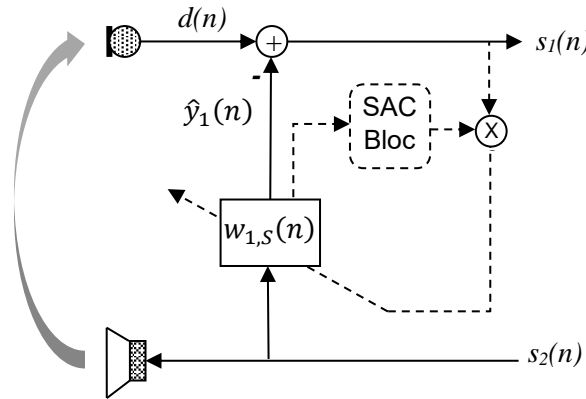 d(n)
+
s₁(n)
-
ŷ₁(n)
SAC
Bloc
X
w₁,S(n)
s₂(n)